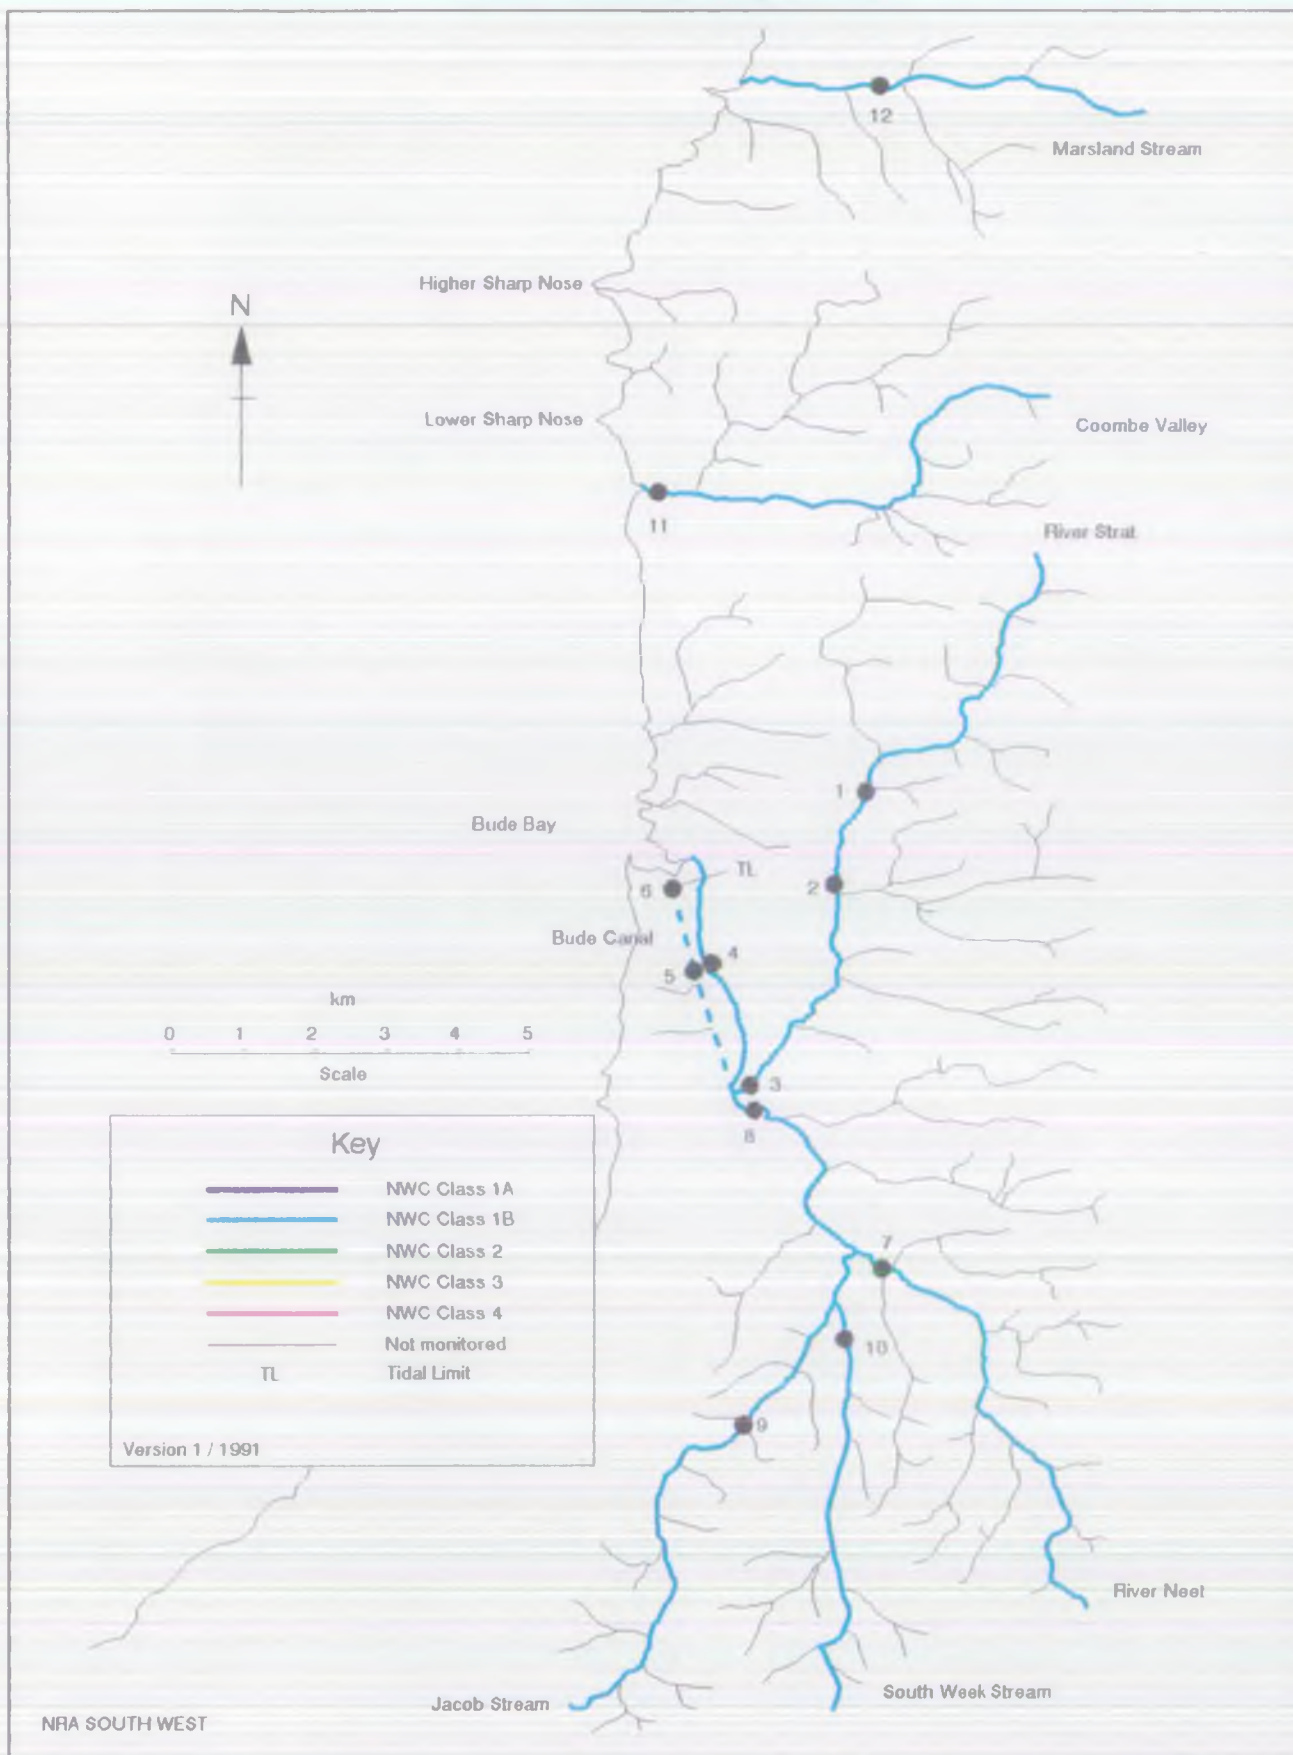 12
Marsland Stream
Higher Sharp Nose
N
Lower Sharp Nose
Coombe Valley
11
River Strat
1
Bude Bay
TL
2
6
Bude Canal
4
5
km
0 1 2 3 4 5
Scale
3
8
Key
NWC Class 1A
NWC Class 1B
NWC Class 2
NWC Class 3
NWC Class 4
Not monitored
TL Tidal Limit
Version 1 / 1991
7
10
9
River Neet
South Week Stream
Jacob Stream
NRA SOUTH WEST